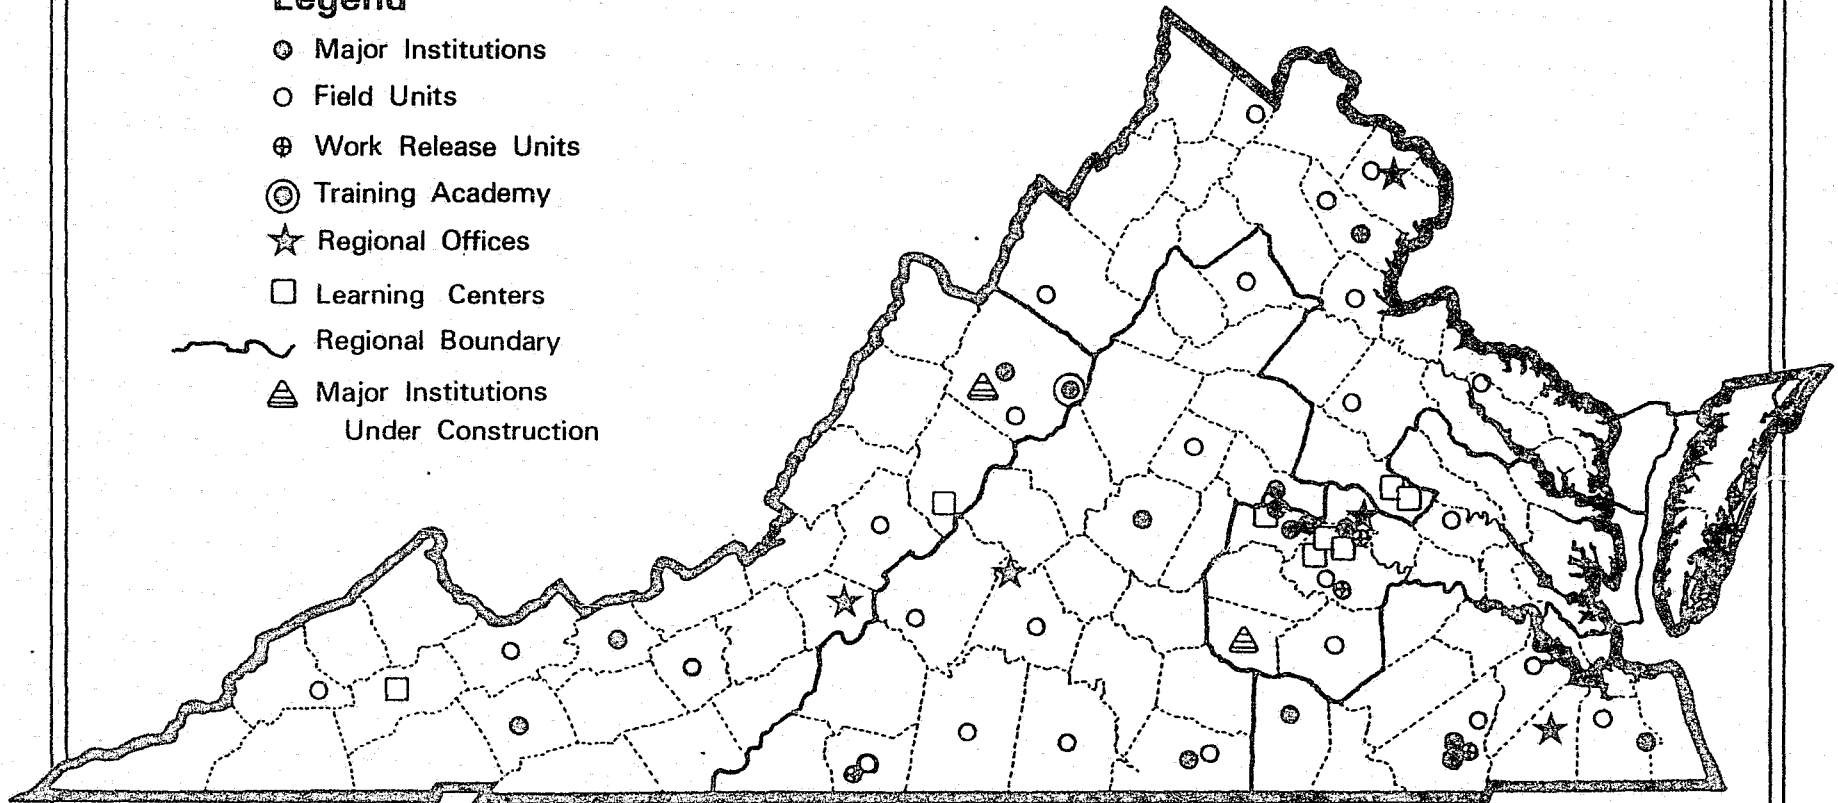 Legend
Major Institutions
Field Units
Work Release Units
Training Academy
Regional Offices
Learning Centers
Regional Boundary
Major Institutions
Under Construction